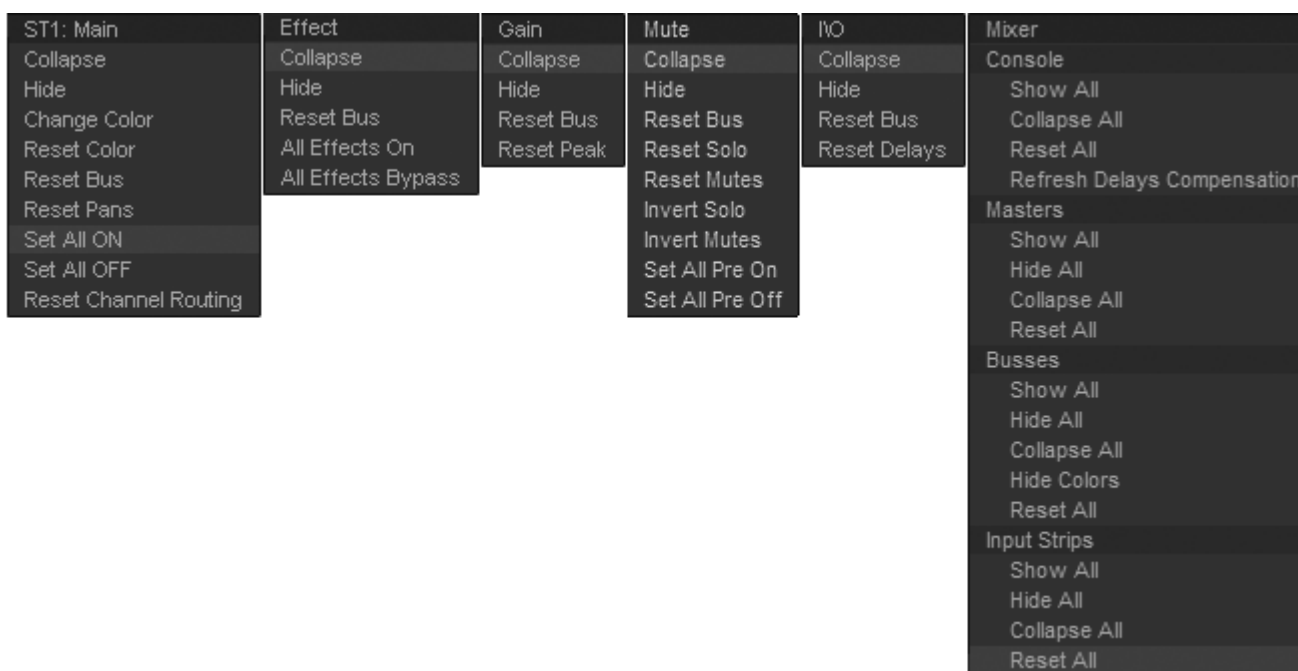 ST1: Main
Collapse
Hide
Change Color
Reset Color
Reset Bus
Reset Pans
Set All ON
Set All OFF
Reset Channel Routing
Effect
Collapse
Hide
Reset Bus
All Effects On
All Effects Bypass
Gain
Collapse
Hide
Reset Bus
Reset Peak
Mute
Collapse
Hide
Reset Bus
Reset Solo
Reset Mutes
Invert Solo
Invert Mutes
Set All Pre On
Set All Pre Off
I\O
Collapse
Hide
Reset Bus
Reset Delays
Mixer
Console
Show All
Collapse All
Reset All
Refresh Delays Compensation
Masters
Show All
Hide All
Collapse All
Reset All
Busses
Show All
Hide All
Collapse All
Hide Colors
Reset All
Input Strips
Show All
Hide All
Collapse All
Reset All